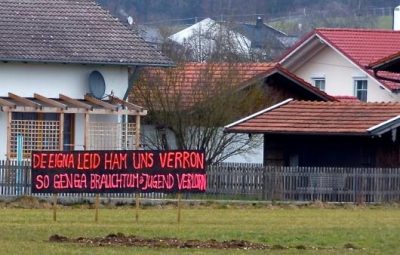 DE EIGNA LEID HAM UNS VERRON
SO GENGA BRAUCHTUM & JUGEND VERLORN